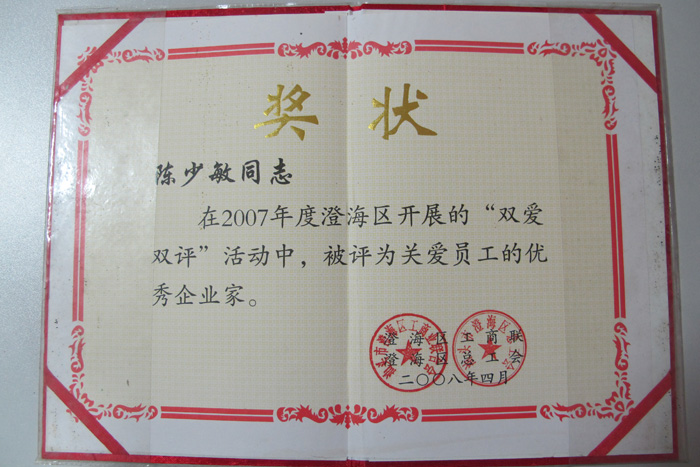 奖 状
陈少敏同志
在2007年度澄海区开展的“双爱
双评”活动中，被评为关爱员工的优
秀企业家。
澄海区工商联
澄海区总工会
二〇〇八年四月